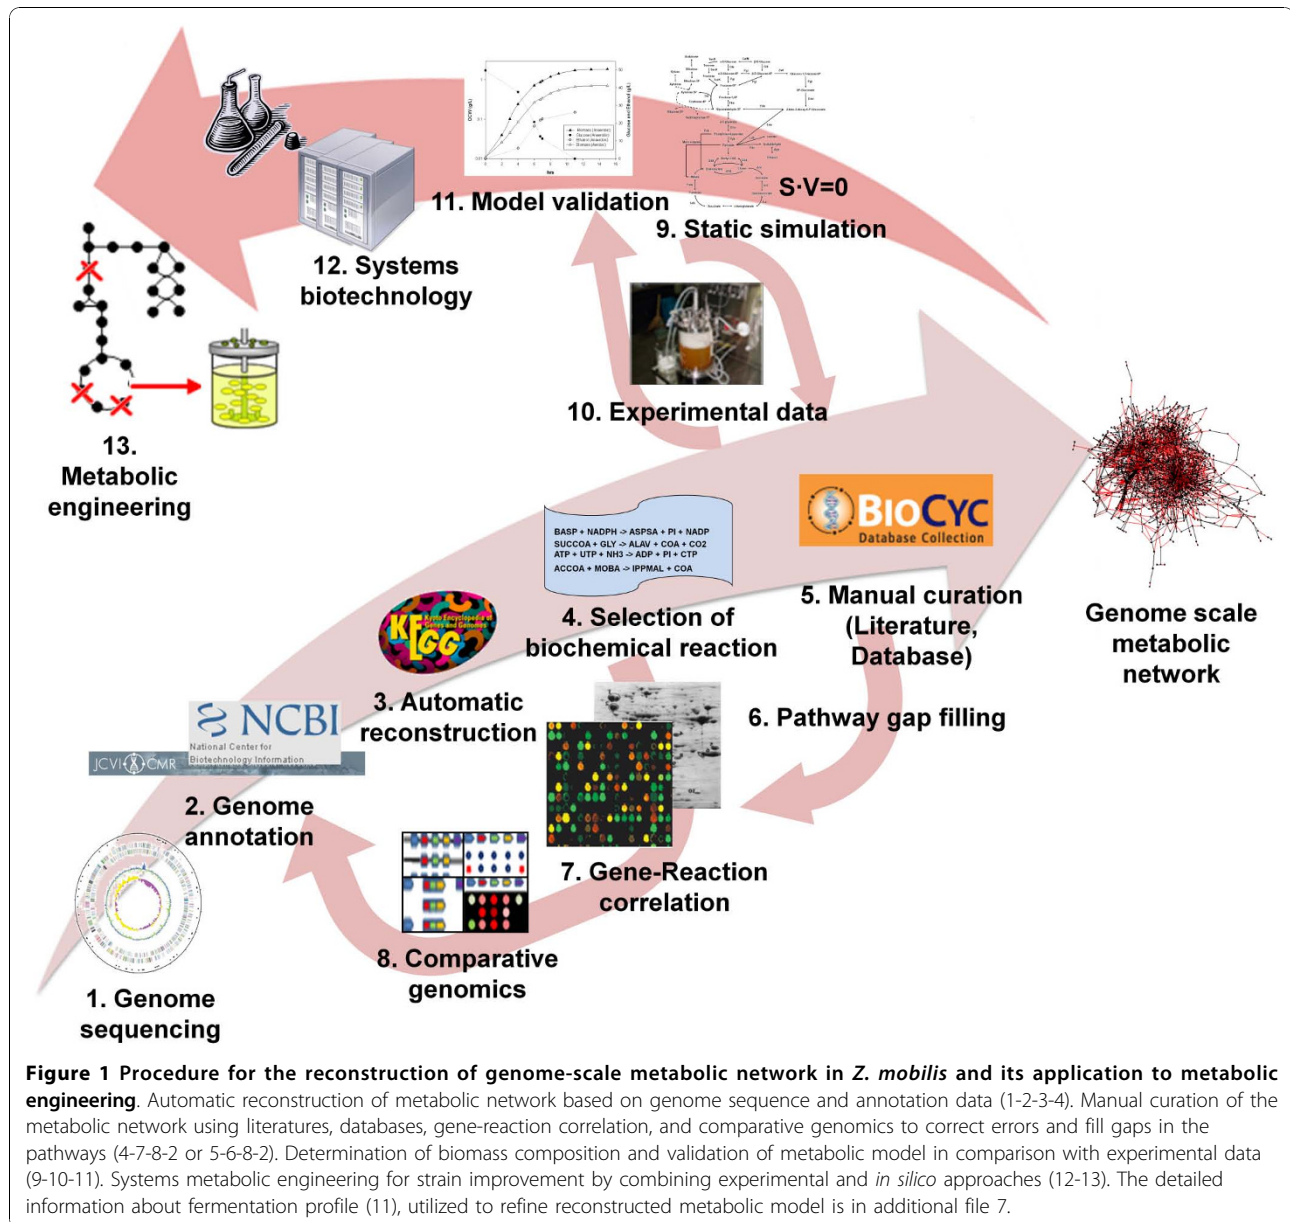 S·V=0
11. Model validation
9. Static simulation
12. Systems
biotechnology
10. Experimental data
13.
Metabolic
engineering
BASP + NADPH -> ASPSA + PI + NADP
SUCCOA + GLY -> ALAV + COA + CO2
ATP + UTP + NH3 -> ADP + PI + CTP
ACCOA + MOBA -> IPPMAL + COA
BIOCYC
Database Collection
5. Manual curation
(Literature,
Database)
Genome scale
metabolic
network
4. Selection of
biochemical reaction
KEGG
Kyoto Encyclopedia of
Genes and Genomes
3. Automatic
reconstruction
6. Pathway gap filling
NCBI
National Center for
Biotechnology Information
JCVI CMR
2. Genome
annotation
7. Gene-Reaction
correlation
8. Comparative
genomics
1. Genome
sequencing
Figure 1 Procedure for the reconstruction of genome-scale metabolic network in Z. mobilis and its application to metabolic
engineering. Automatic reconstruction of metabolic network based on genome sequence and annotation data (1-2-3-4). Manual curation of the
metabolic network using literatures, databases, gene-reaction correlation, and comparative genomics to correct errors and fill gaps in the
pathways (4-7-8-2 or 5-6-8-2). Determination of biomass composition and validation of metabolic model in comparison with experimental data
(9-10-11). Systems metabolic engineering for strain improvement by combining experimental and in silico approaches (12-13). The detailed
information about fermentation profile (11), utilized to refine reconstructed metabolic model is in additional file 7.